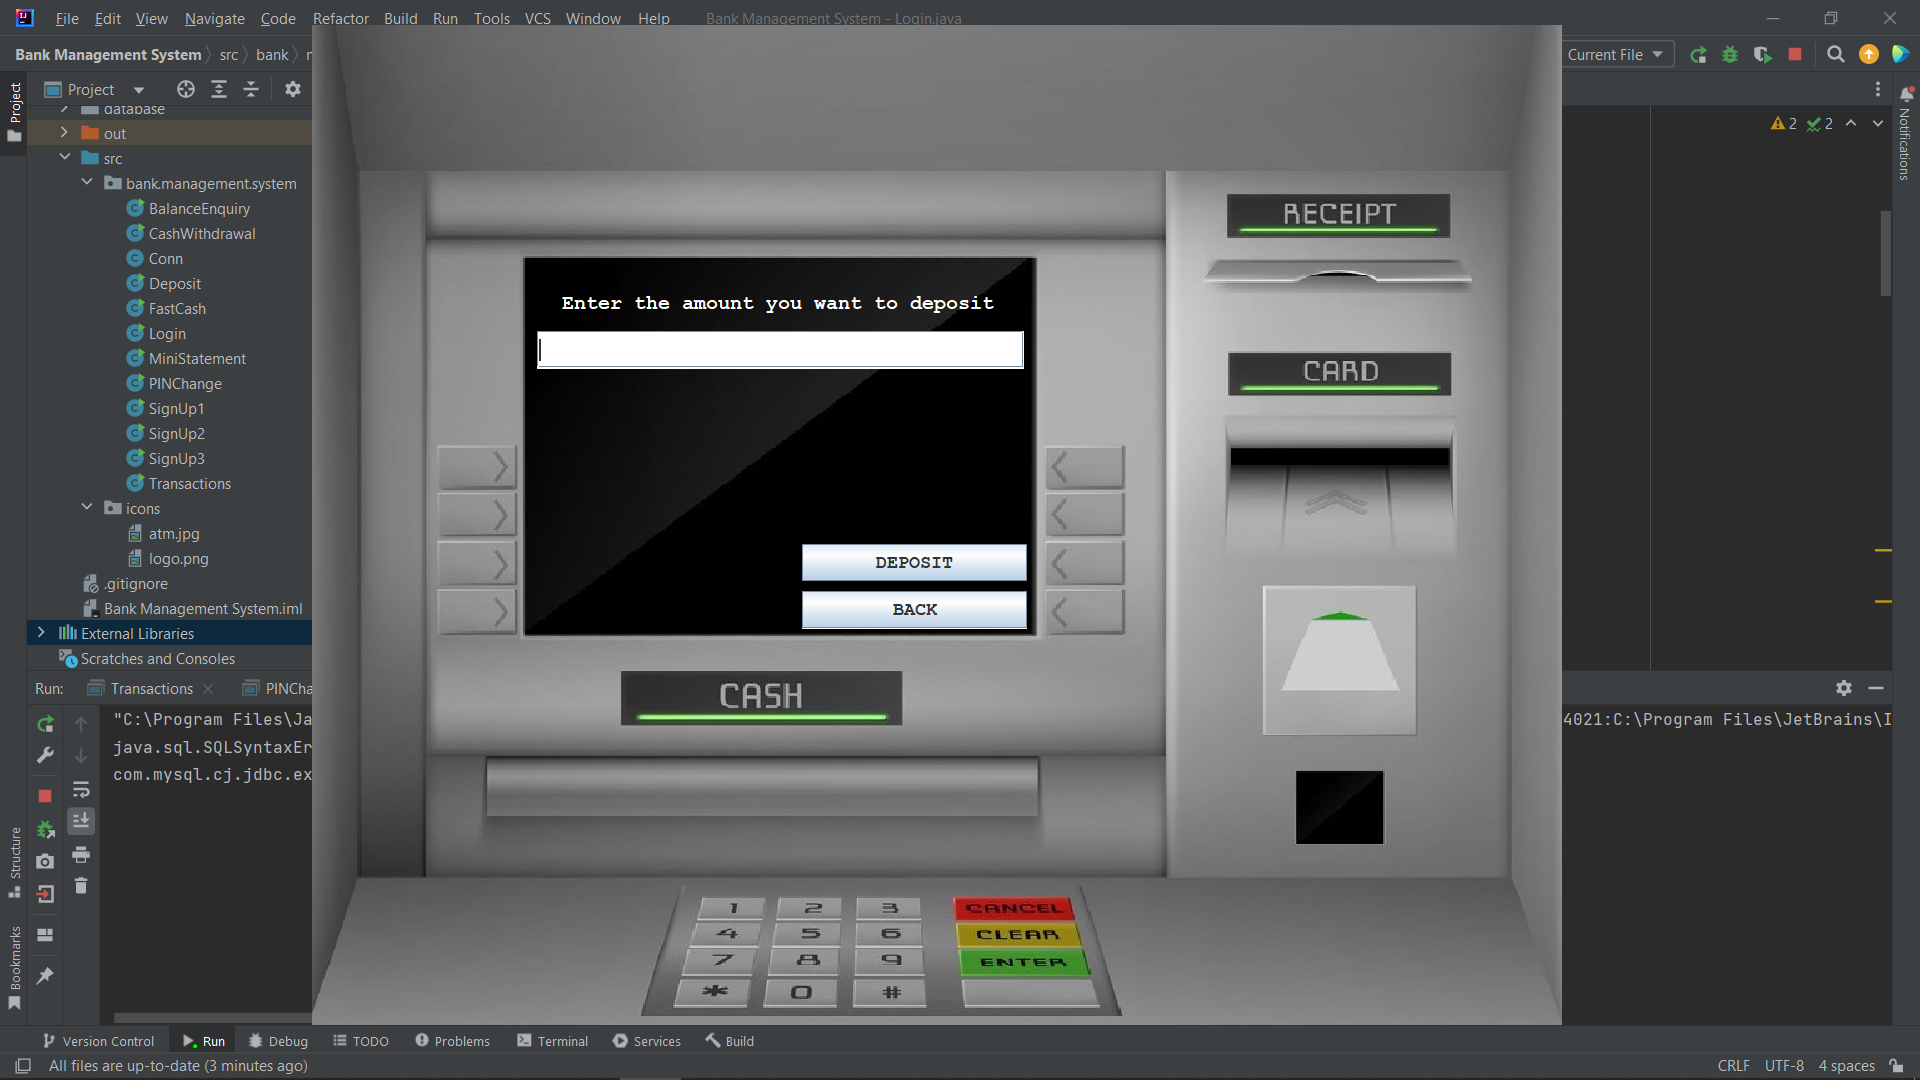 File Edit View Navigate Code Refactor Build Run Tools VCS Window Help Bank Management System - Login.java
Bank Management System src bank
Current File
Project
Project
database
out
src
bank.management.system
BalanceEnquiry
CashWithdrawal
Conn
Deposit
FastCash
Login
MiniStatement
PINChange
SignUp1
SignUp2
SignUp3
Transactions
icons
atm.jpg
logo.png
.gitignore
Bank Management System.iml
External Libraries
Scratches and Consoles
2 2
Notifications
RECEIPT
CARD
Enter the amount you want to deposit
DEPOSIT
BACK
CASH
1 2 3 CANCEL
4 5 6 CLEAR
7 8 9 ENTER
* 0 #
Run: Transactions PINCha
"C:\Program Files\Ja
4021:C:\Program Files\JetBrains\I
java.sql.SQLSyntaxEr
com.mysql.cj.jdbc.ex
Structure
Bookmarks
Version Control Run Debug TODO Problems Terminal Services Build
All files are up-to-date (3 minutes ago)
CRLF UTF-8 4 spaces